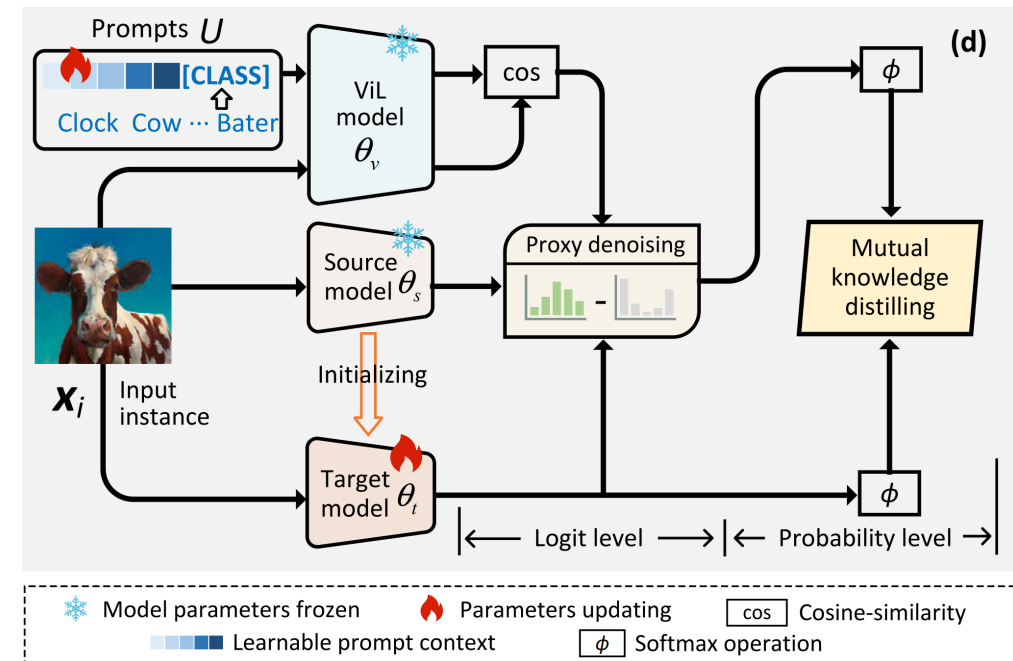 Prompts U
(d)
[CLASS]
Clock Cow ··· Bater
ViL
model
θv
cos
ϕ
Source
model θs
Proxy denoising
-
Mutual
knowledge
distilling
Initializing
xi
Input
instance
Target
model θt
ϕ
Logit level
Probability level
Model parameters frozen
Parameters updating
cos
Cosine-similarity
Learnable prompt context
ϕ
Softmax operation